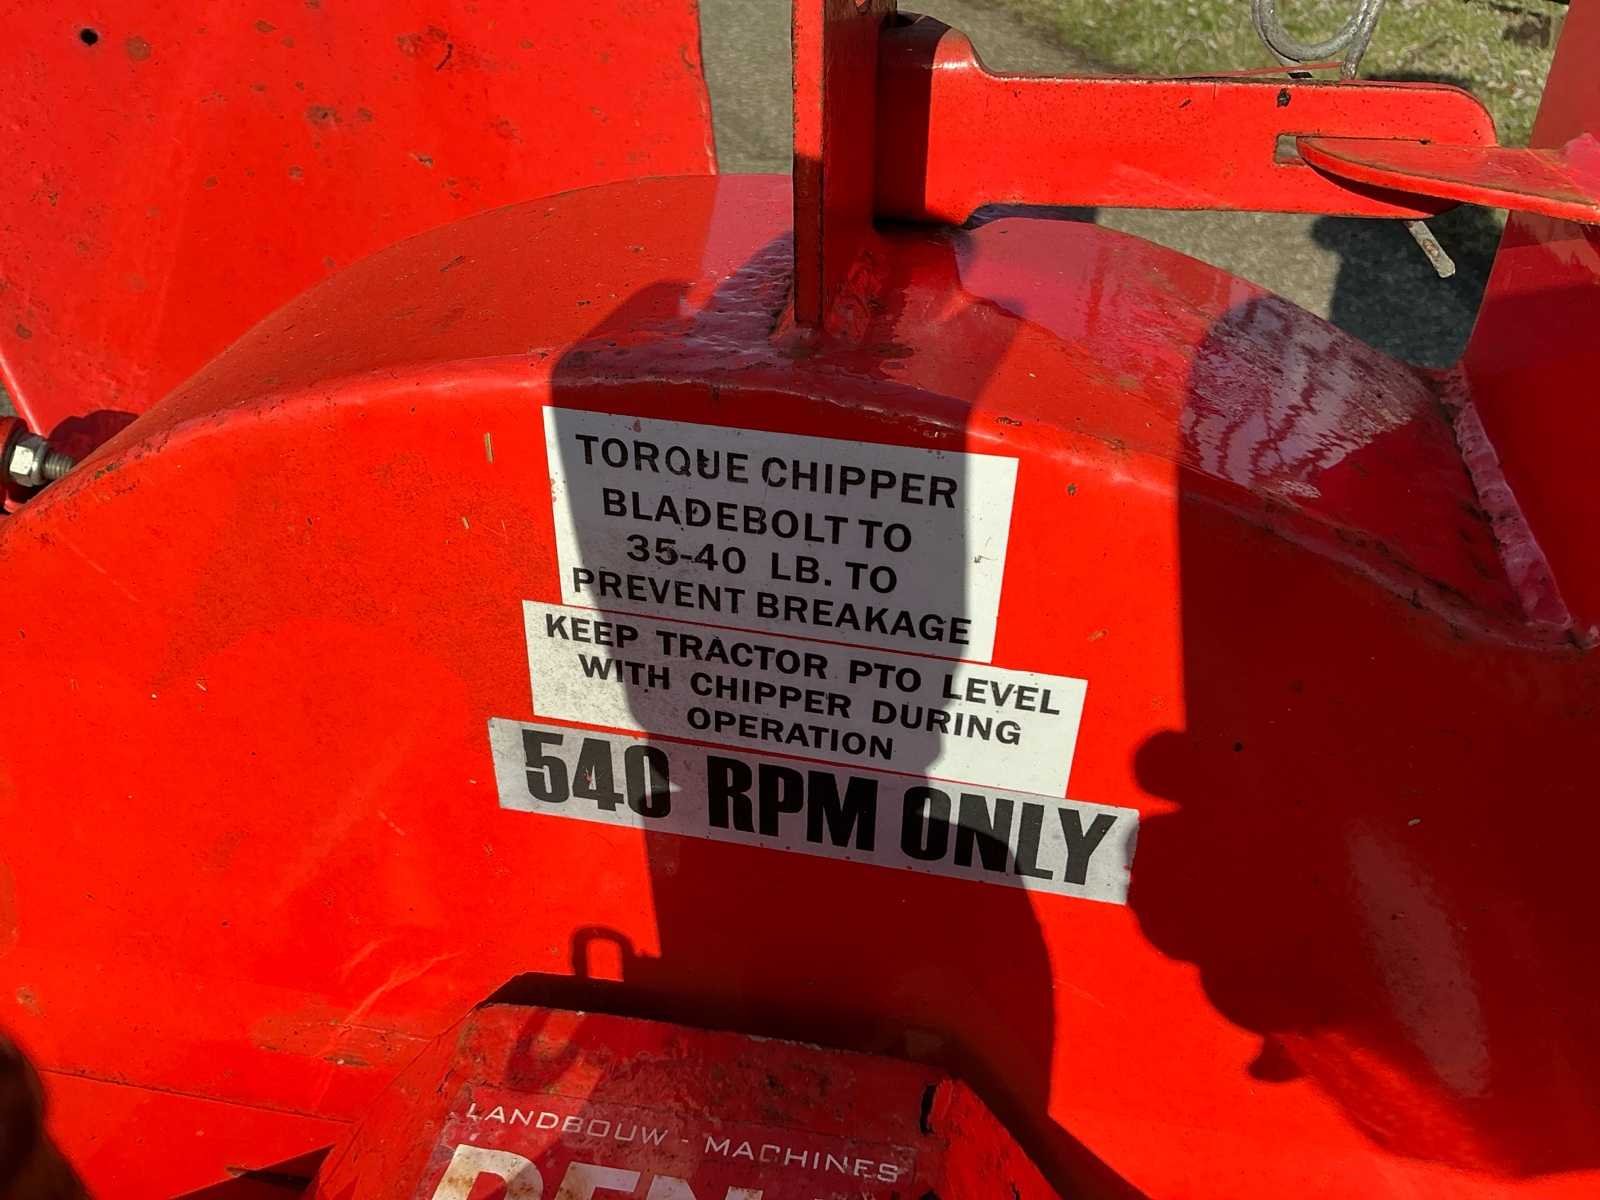 TORQUE CHIPPER
BLADEBOLT TO
35-40 LB. TO
PREVENT BREAKAGE
KEEP TRACTOR PTO LEVEL
WITH CHIPPER DURING
OPERATION
540 RPM ONLY
LANDBOUW - MACHINES